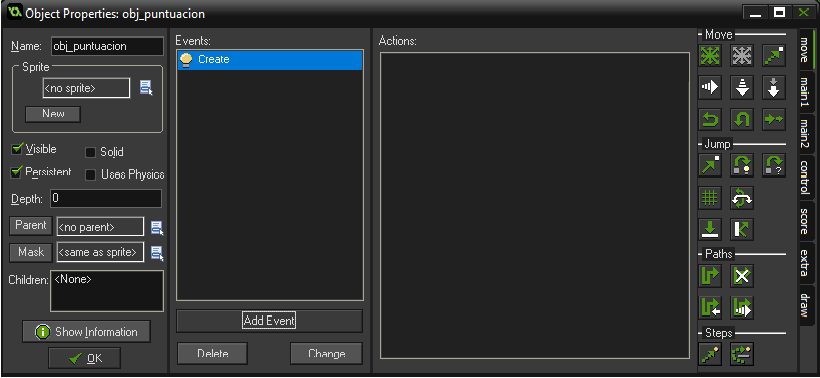 Object Properties: obj_puntuacion
Name: obj_puntuacion
Sprite
<no sprite>
New
Visible
Solid
Persistent
Uses Physics
Depth: 0
Parent
<no parent>
Mask
<same as sprite>
Children: <None>
Show Information
OK
Events:
Create
Add Event
Delete
Change
Actions:
Move
Jump
Paths
Steps
move
main1
main2
control
score
extra
draw